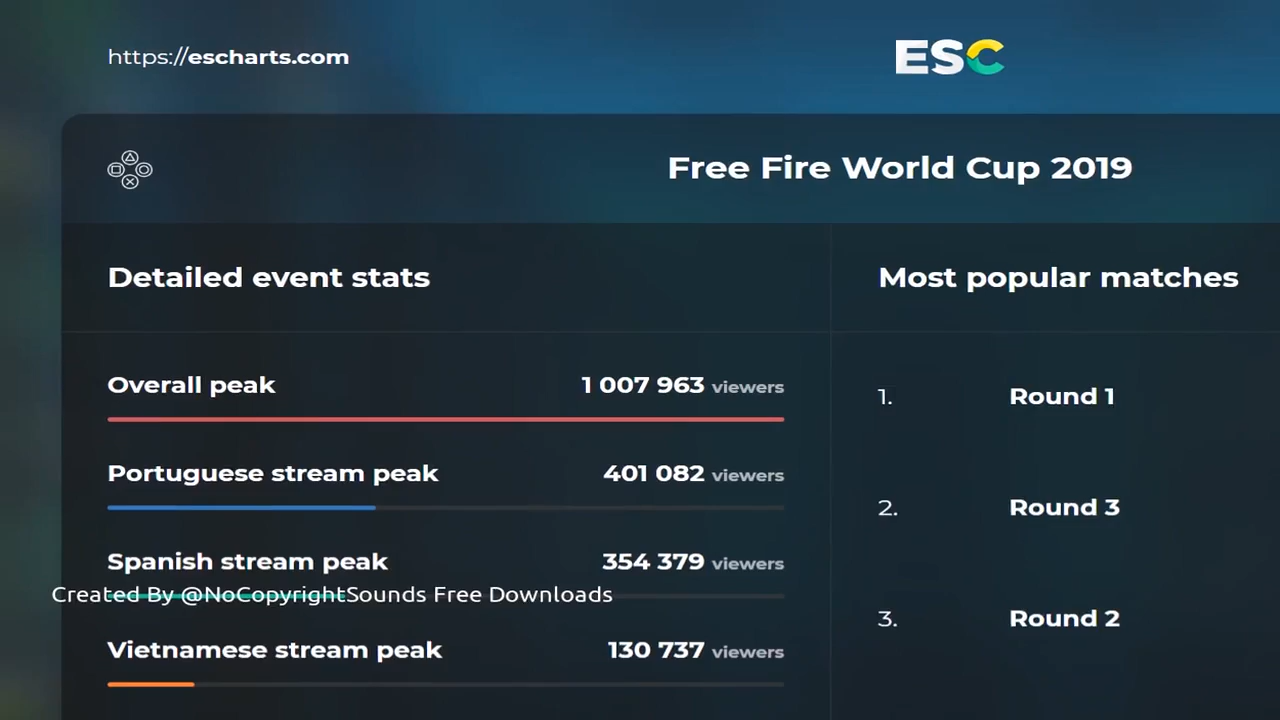 https://escharts.com
ESC
Free Fire World Cup 2019
Detailed event stats
Most popular matches
Overall peak 1 007 963 viewers
Portuguese stream peak 401 082 viewers
Spanish stream peak 354 379 viewers
Created By @NoCopyrightSounds Free Downloads
Vietnamese stream peak 130 737 viewers
1. Round 1
2. Round 3
3. Round 2